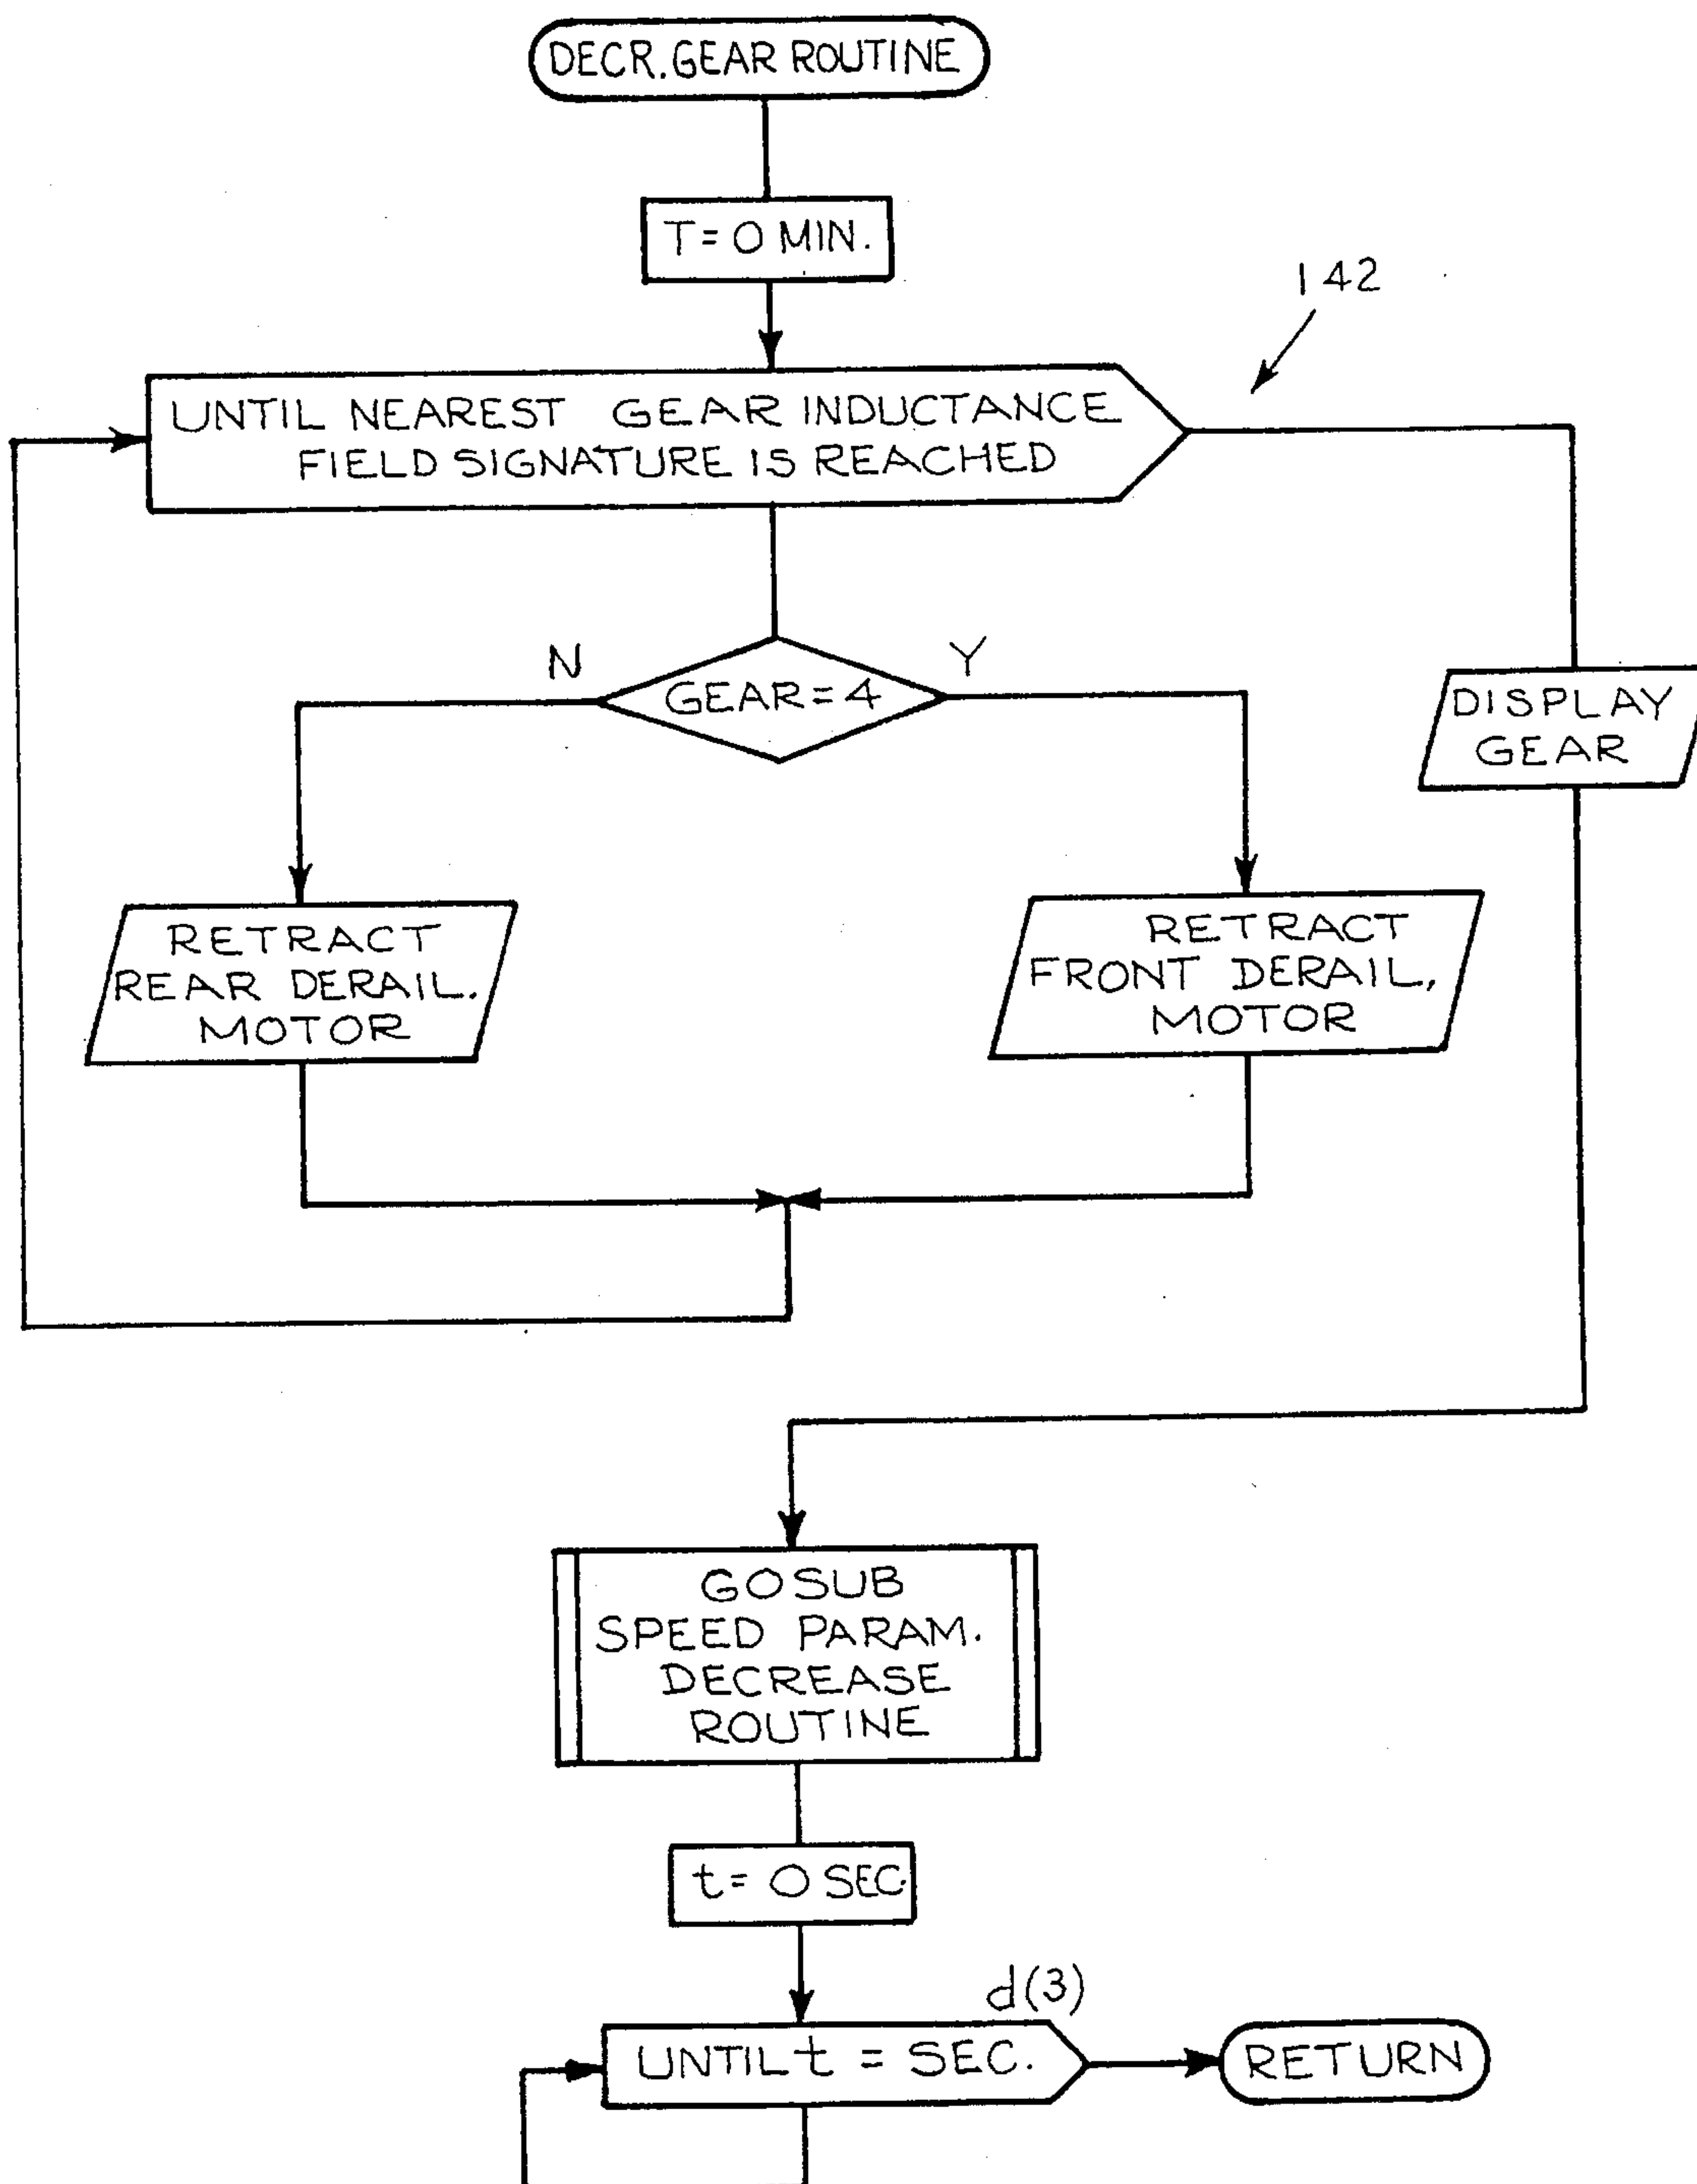 DECR. GEAR ROUTINE
T = 0 MIN.
142
UNTIL NEAREST GEAR INDUCTANCE
FIELD SIGNATURE IS REACHED
N
Y
GEAR = 4
DISPLAY
GEAR
RETRACT
REAR DERAIL.
MOTOR
RETRACT
FRONT DERAIL,
MOTOR
GOSUB
SPEED PARAM.
DECREASE
ROUTINE
t = 0 SEC.
d(3)
UNTIL t = SEC.
RETURN